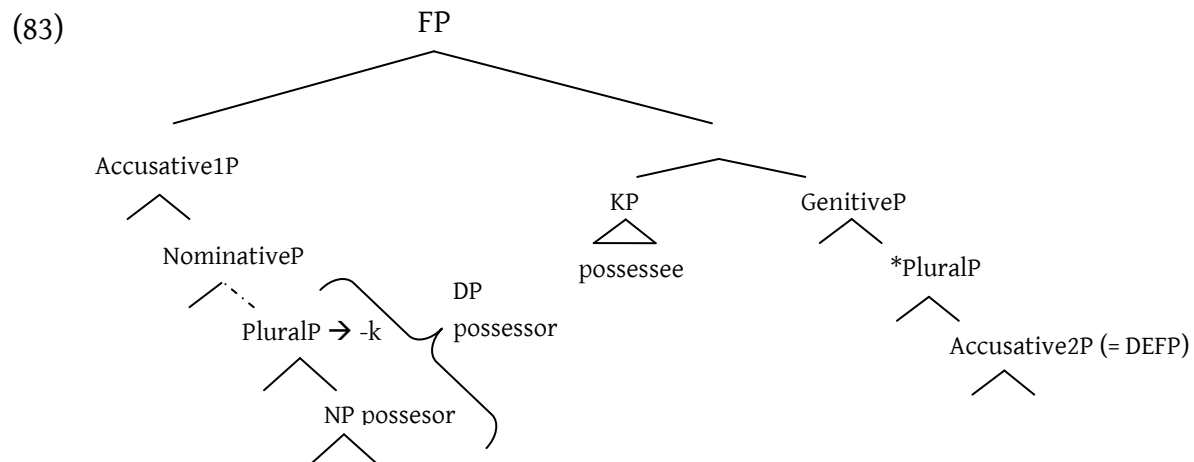 (83)
FP
Accusative1P
KP
GenitiveP
NominativeP
possessee
*PluralP
DP
possessor
PluralP → -k
Accusative2P (= DEFP)
NP possesor